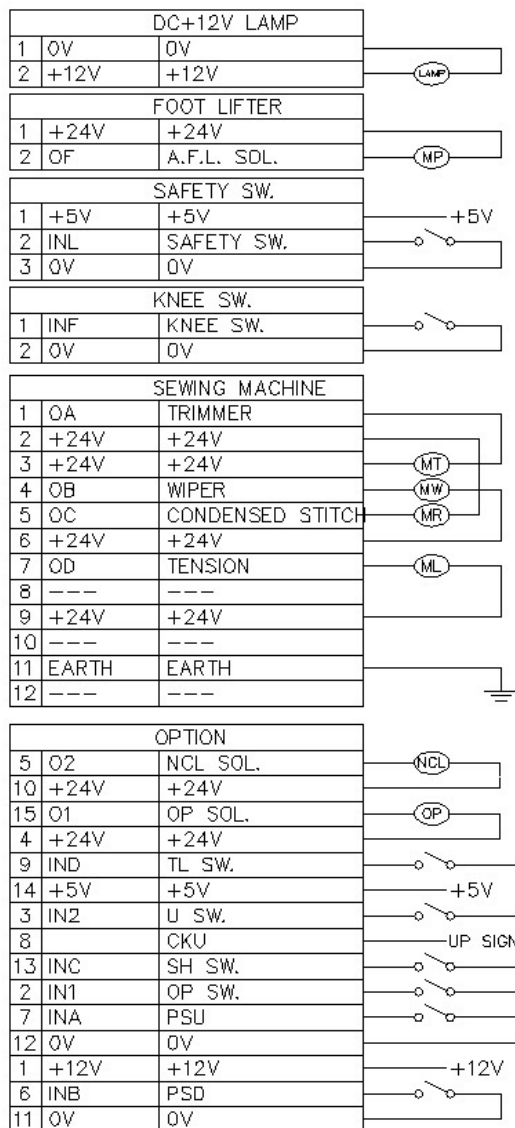 DC+12V LAMP
1 0V 0V
2 +12V +12V LAMP
FOOT LIFTER
1 +24V +24V
2 OF A.F.L. SOL. MP
SAFETY SW.
1 +5V +5V +5V
2 INL SAFETY SW.
3 0V 0V
KNEE SW.
1 INF KNEE SW.
2 0V 0V
SEWING MACHINE
1 OA TRIMMER
2 +24V +24V
3 +24V +24V MT
4 OB WIPER MW
5 OC CONDENSED STITCH MR
6 +24V +24V
7 OD TENSION ML
8 --- ---
9 +24V +24V
10 --- ---
11 EARTH EARTH
12 --- ---
OPTION
5 O2 NCL SOL. NCL
10 +24V +24V
15 O1 OP SOL. OP
4 +24V +24V
9 IND TL SW.
14 +5V +5V +5V
3 IN2 U SW.
8 CKU UP SIGN
13 INC SH SW.
2 IN1 OP SW.
7 INA PSU
12 0V 0V
1 +12V +12V +12V
6 INB PSD
11 0V 0V